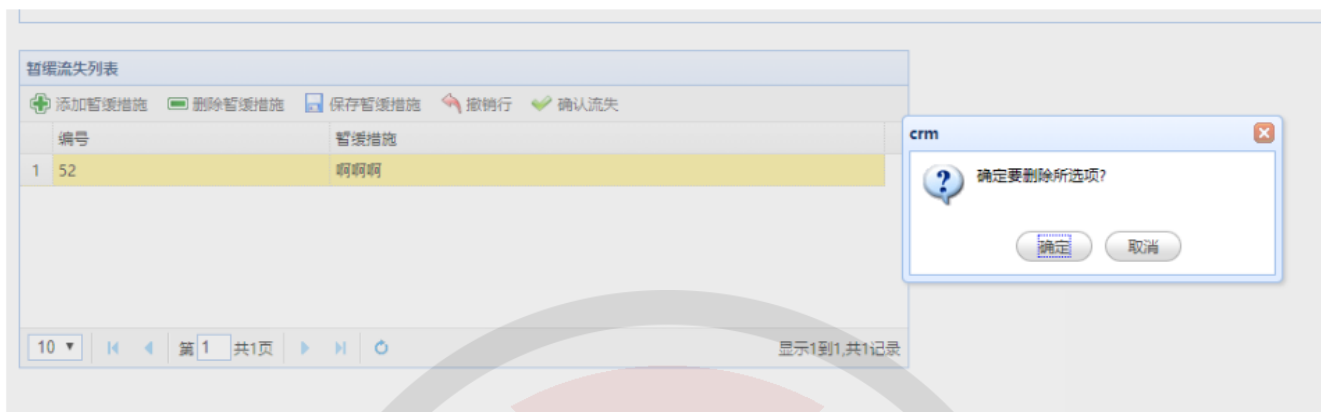 暂缓流失列表
添加暂缓措施 删除暂缓措施 保存暂缓措施 撤销行 确认流失
编号 暂缓措施
1 52 啊啊啊
10 第 1 共1页 显示1到1,共1记录
crm
确定要删除所选项?
确定 取消